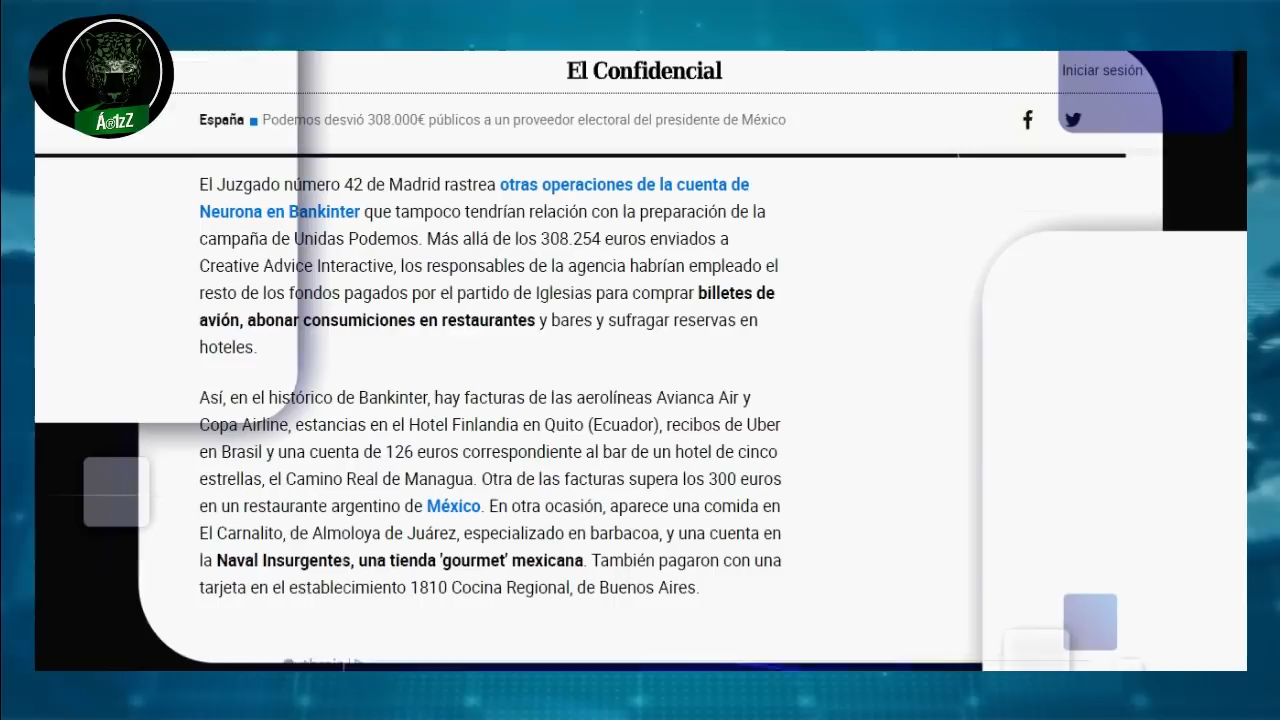 El Confidencial
Iniciar sesión
España ■ Podemos desvió 308.000€ públicos a un proveedor electoral del presidente de México
El Juzgado número 42 de Madrid rastrea otras operaciones de la cuenta de
Neurona en Bankinter que tampoco tendrían relación con la preparación de la
campaña de Unidas Podemos. Más allá de los 308.254 euros enviados a
Creative Advice Interactive, los responsables de la agencia habrían empleado el
resto de los fondos pagados por el partido de Iglesias para comprar billetes de
avión, abonar consumiciones en restaurantes y bares y sufragar reservas en
hoteles.
Así, en el histórico de Bankinter, hay facturas de las aerolíneas Avianca Air y
Copa Airline, estancias en el Hotel Finlandia en Quito (Ecuador), recibos de Uber
en Brasil y una cuenta de 126 euros correspondiente al bar de un hotel de cinco
estrellas, el Camino Real de Managua. Otra de las facturas supera los 300 euros
en un restaurante argentino de México. En otra ocasión, aparece una comida en
El Carnalito, de Almoloya de Juárez, especializado en barbacoa, y una cuenta en
la Naval Insurgentes, una tienda 'gourmet' mexicana. También pagaron con una
tarjeta en el establecimiento 1810 Cocina Regional, de Buenos Aires.